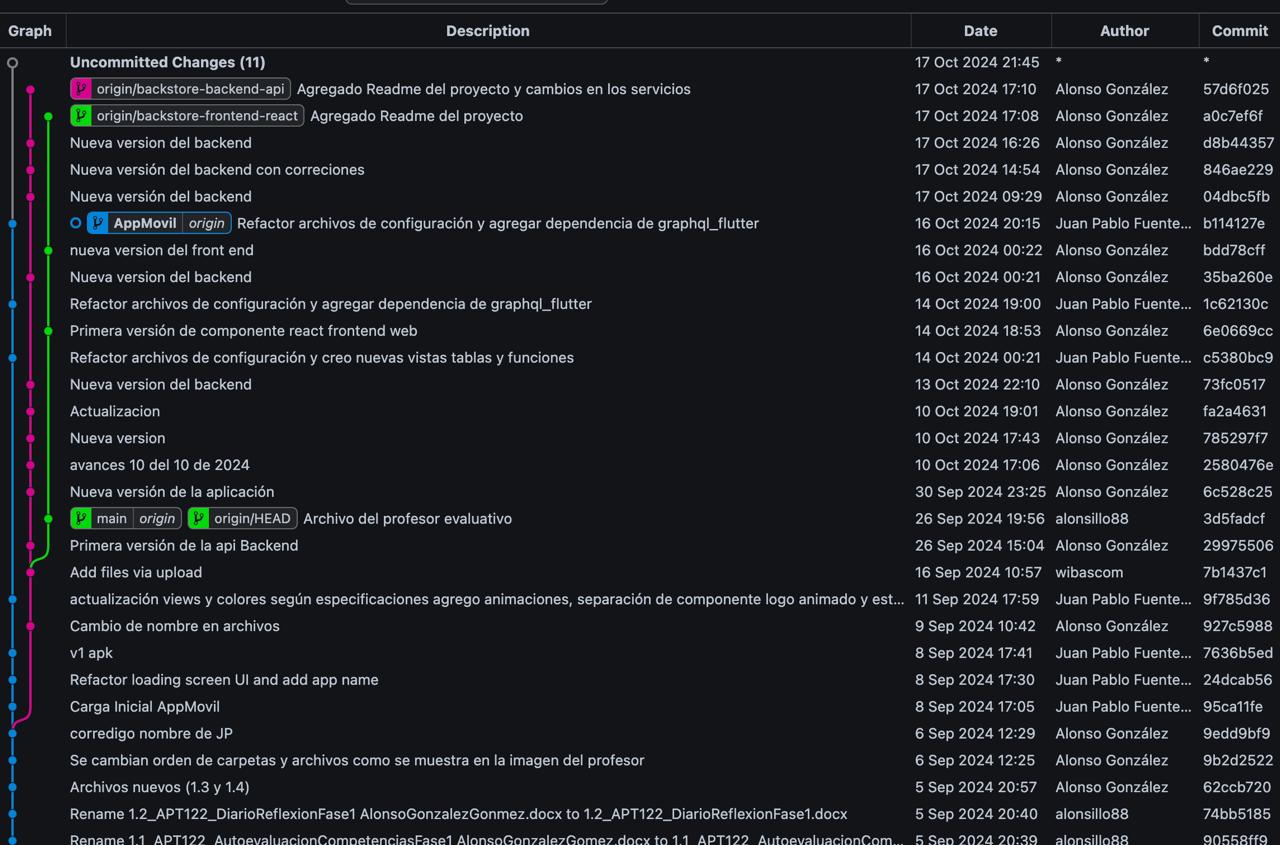 Graph Description Date Author Commit
Uncommitted Changes (11) 17 Oct 2024 21:45 * *
origin/backstore-backend-api Agregado Readme del proyecto y cambios en los servicios 17 Oct 2024 17:10 Alonso González 57d6f025
origin/backstore-frontend-react Agregado Readme del proyecto 17 Oct 2024 17:08 Alonso González a0c7ef6f
Nueva version del backend 17 Oct 2024 16:26 Alonso González d8b44357
Nueva versión del backend con correciones 17 Oct 2024 14:54 Alonso González 846ae229
Nueva versión del backend 17 Oct 2024 09:29 Alonso González 04dbc5fb
AppMovil origin Refactor archivos de configuración y agregar dependencia de graphql_flutter 16 Oct 2024 20:15 Juan Pablo Fuente... b114127e
nueva version del front end 16 Oct 2024 00:22 Alonso González bdd78cff
Nueva versión del backend 16 Oct 2024 00:21 Alonso González 35ba260e
Refactor archivos de configuración y agregar dependencia de graphql_flutter 14 Oct 2024 19:00 Juan Pablo Fuente... 1c62130c
Primera versión de componente react frontend web 14 Oct 2024 18:53 Alonso González 6e0669cc
Refactor archivos de configuración y creo nuevas vistas tablas y funciones 14 Oct 2024 00:21 Juan Pablo Fuente... c5380bc9
Nueva version del backend 13 Oct 2024 22:10 Alonso González 73fc0517
Actualizacion 10 Oct 2024 19:01 Alonso González fa2a4631
Nueva version 10 Oct 2024 17:43 Alonso González 785297f7
avances 10 del 10 de 2024 10 Oct 2024 17:06 Alonso González 2580476e
Nueva versión de la aplicación 30 Sep 2024 23:25 Alonso González 6c528c25
main origin origin/HEAD Archivo del profesor evaluativo 26 Sep 2024 19:56 alonsillo88 3d5fadcf
Primera versión de la api Backend 26 Sep 2024 15:04 Alonso González 29975506
Add files via upload 16 Sep 2024 10:57 wibascom 7b1437c1
actualización views y colores según especificaciones agrego animaciones, separación de componente logo animado y est... 11 Sep 2024 17:59 Juan Pablo Fuente... 9f785d36
Cambio de nombre en archivos 9 Sep 2024 10:42 Alonso González 927c5988
v1 apk 8 Sep 2024 17:41 Juan Pablo Fuente... 7636b5ed
Refactor loading screen UI and add app name 8 Sep 2024 17:30 Juan Pablo Fuente... 24dcab56
Carga Inicial AppMovil 8 Sep 2024 17:05 Juan Pablo Fuente... 95ca11fe
corredigo nombre de JP 6 Sep 2024 12:29 Alonso González 9edd9bf9
Se cambian orden de carpetas y archivos como se muestra en la imagen del profesor 6 Sep 2024 12:25 Alonso González 9b2d2522
Archivos nuevos (1.3 y 1.4) 5 Sep 2024 20:57 Alonso González 62ccb720
Rename 1.2_APT122_DiarioReflexionFase1 AlonsoGonzalezGonmez.docx to 1.2_APT122_DiarioReflexionFase1.docx 5 Sep 2024 20:40 alonsillo88 74bb5185
Rename 1.1_APT122_AutoevaluacionCompetenciasFase1 AlonsoGonzalezGomez.docx to 1.1_APT122_AutoevaluacionCom... 5 Sep 2024 20:39 alonsillo88 90558ff9